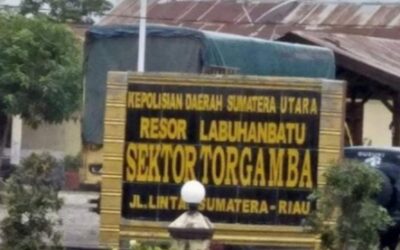 KEPOLISIAN DAERAH SUMATERA UTARA
RESOR LABUHANBATU
SEKTOR TORGAMBA
JL. LINTAS SUMATERA - RIAU